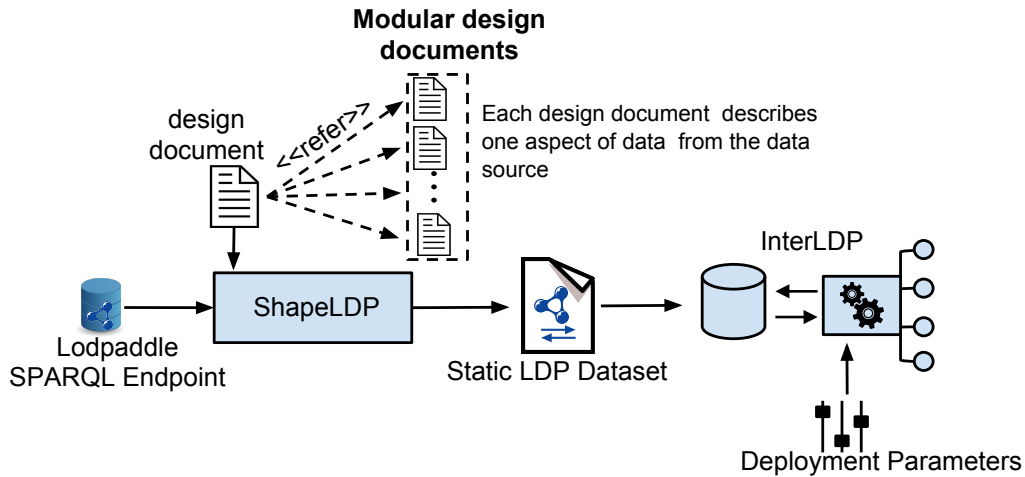 Modular design
documents
design
document
<<refer>>
Each design document describes
one aspect of data from the data
source
InterLDP
ShapeLDP
Lodpaddle
SPARQL Endpoint
Static LDP Dataset
Deployment Parameters